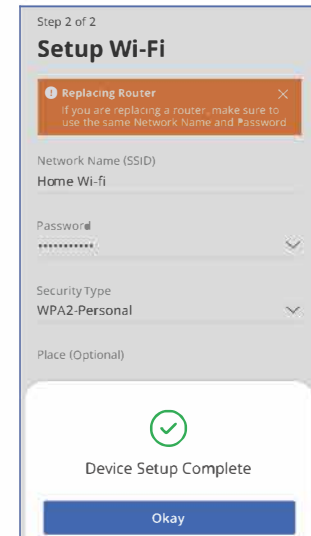 Step 2 of 2
Setup Wi-Fi
Replacing Router
If you are replacing a router, make sure to
use the same Network Name and Password
Network Name (SSID)
Home Wi-fi
Password
•••••••••••
Security Type
WPA2-Personal
Place (Optional)
Device Setup Complete
Okay